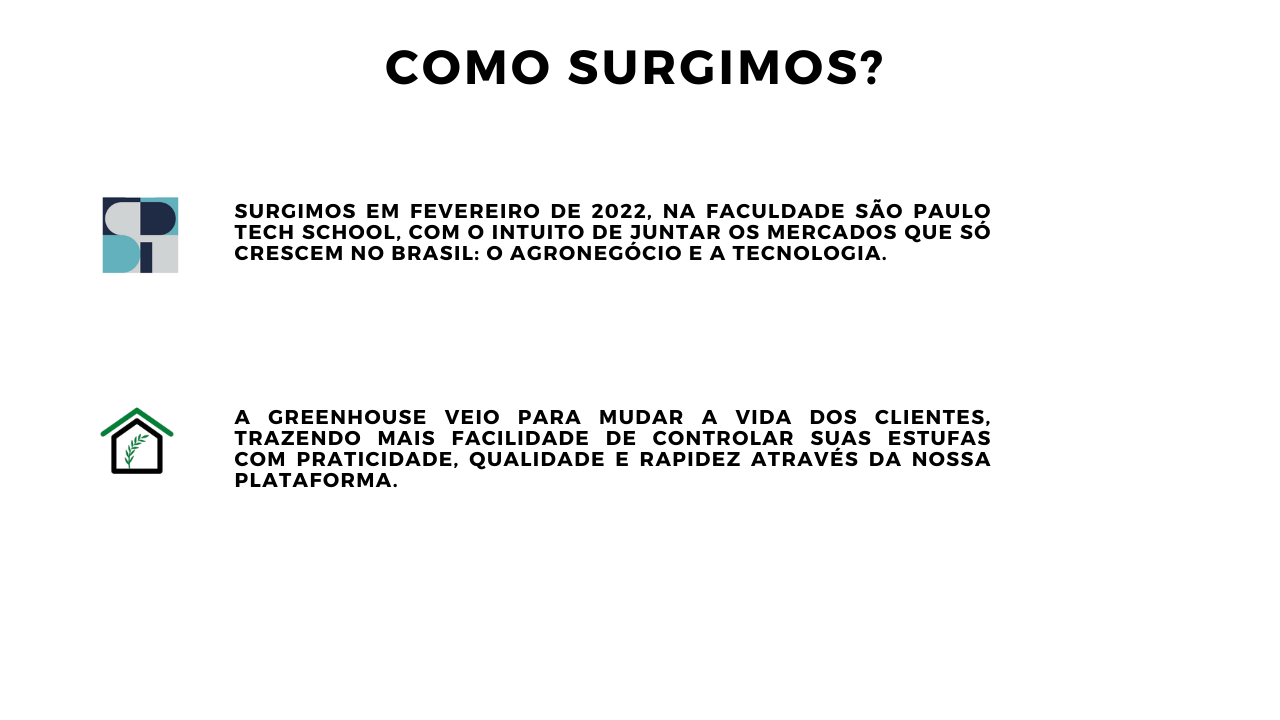 COMO SURGIMOS?
SURGIMOS EM FEVEREIRO DE 2022, NA FACULDADE SÃO PAULO
TECH SCHOOL, COM O INTUITO DE JUNTAR OS MERCADOS QUE SÓ
CRESCEM NO BRASIL: O AGRONEGÓCIO E A TECNOLOGIA.
A GREENHOUSE VEIO PARA MUDAR A VIDA DOS CLIENTES,
TRAZENDO MAIS FACILIDADE DE CONTROLAR SUAS ESTUFAS
COM PRATICIDADE, QUALIDADE E RAPIDEZ ATRAVÉS DA NOSSA
PLATAFORMA.